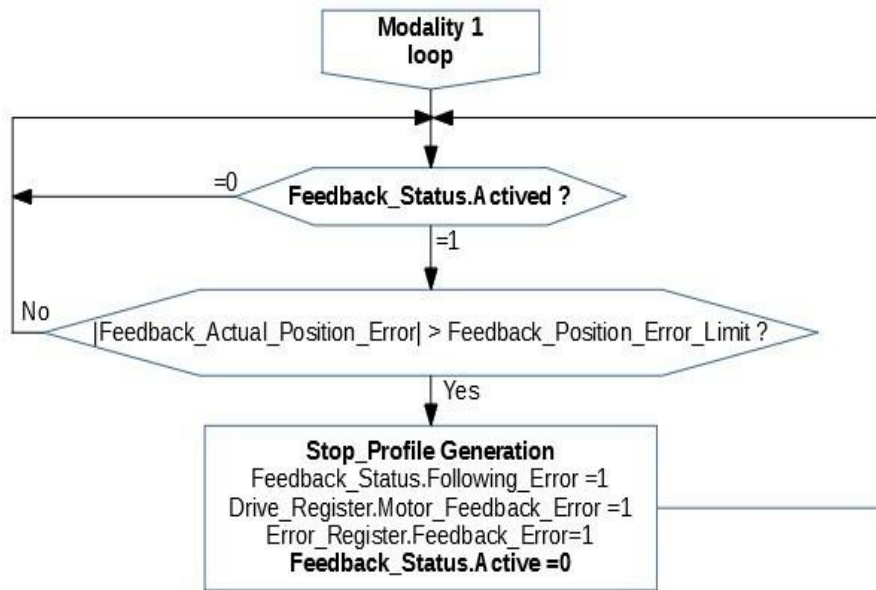 Modality 1
loop
=0
Feedback_Status.Actived ?
=1
No
|Feedback_Actual_Position_Error| > Feedback_Position_Error_Limit ?
Yes
Stop_Profile Generation
Feedback_Status.Following_Error =1
Drive_Register.Motor_Feedback_Error =1
Error_Register.Feedback_Error=1
Feedback_Status.Active =0